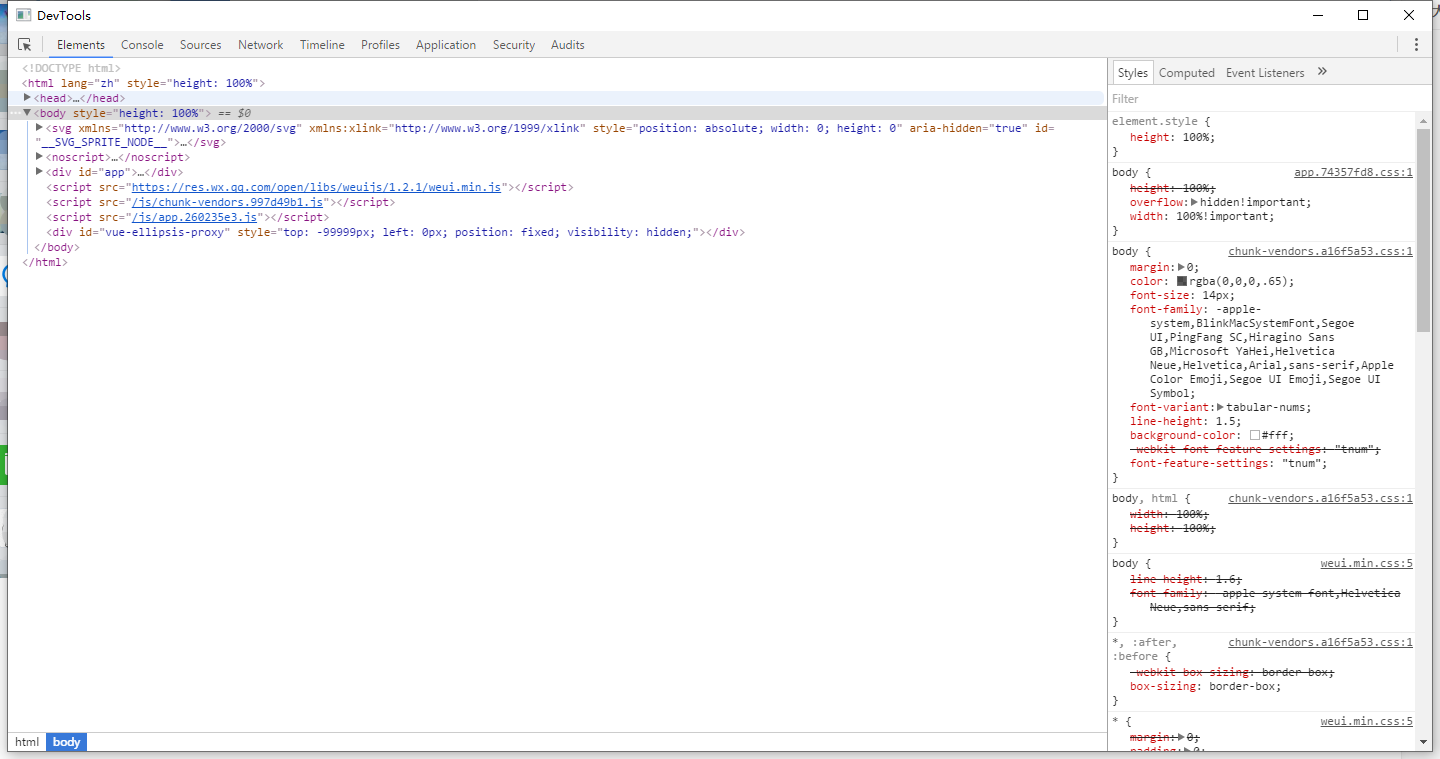 DevTools
Elements Console Sources Network Timeline Profiles Application Security Audits
<!DOCTYPE html>
<html lang="zh" style="height: 100%">
<head>…</head>
<body style="height: 100%"> == $0
<svg xmlns="http://www.w3.org/2000/svg" xmlns:xlink="http://www.w3.org/1999/xlink" style="position: absolute; width: 0; height: 0" aria-hidden="true" id=
"__SVG_SPRITE_NODE__">…</svg>
<noscript>…</noscript>
<div id="app">…</div>
<script src="https://res.wx.qq.com/open/libs/weuijs/1.2.1/weui.min.js"></script>
<script src="/js/chunk-vendors.997d49b1.js"></script>
<script src="/js/app.260235e3.js"></script>
<div id="vue-ellipsis-proxy" style="top: -99999px; left: 0px; position: fixed; visibility: hidden;"></div>
</body>
</html>
html body
Styles Computed Event Listeners »
Filter
element.style {
height: 100%;
}
body { app.74357fd8.css:1
height: 100%;
overflow: hidden!important;
width: 100%!important;
}
body { chunk-vendors.a16f5a53.css:1
margin: 0;
color: rgba(0,0,0,.65);
font-size: 14px;
font-family: -apple-
system,BlinkMacSystemFont,Segoe
UI,PingFang SC,Hiragino Sans
GB,Microsoft YaHei,Helvetica
Neue,Helvetica,Arial,sans-serif,Apple
Color Emoji,Segoe UI Emoji,Segoe UI
Symbol;
font-variant: tabular-nums;
line-height: 1.5;
background-color: #fff;
-webkit-font-feature-settings: "tnum";
font-feature-settings: "tnum";
}
body, html { chunk-vendors.a16f5a53.css:1
width: 100%;
height: 100%;
}
body { weui.min.css:5
line-height: 1.6;
font-family: -apple-system-font,Helvetica
Neue,sans-serif;
}
*, :after, chunk-vendors.a16f5a53.css:1
:before {
-webkit-box-sizing: border-box;
box-sizing: border-box;
}
* { weui.min.css:5
margin: 0;
padding: 0;